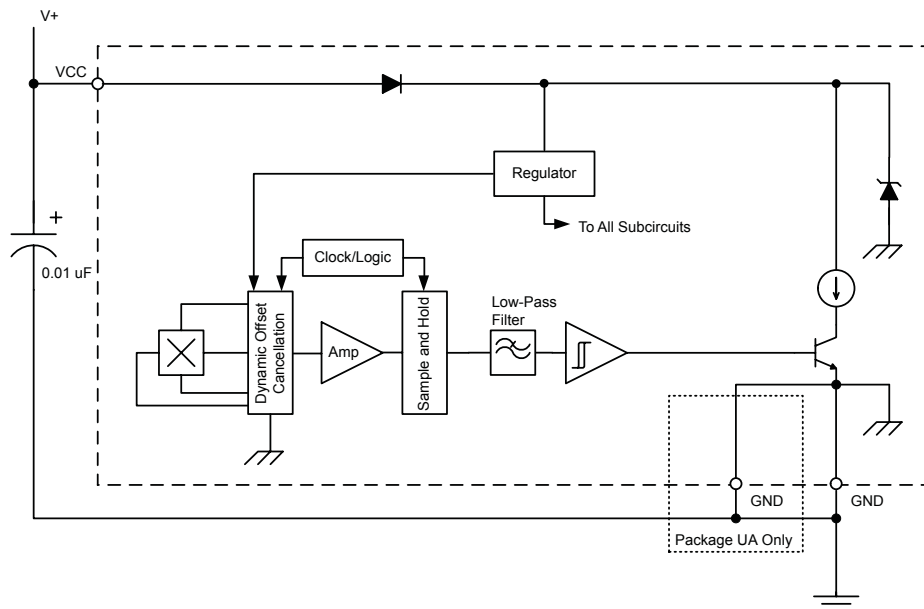 V+
VCC
Regulator
To All Subcircuits
+
0.01 uF
Clock/Logic
Dynamic Offset
Cancellation
Amp
Sample and Hold
Low-Pass
Filter
GND
GND
Package UA Only